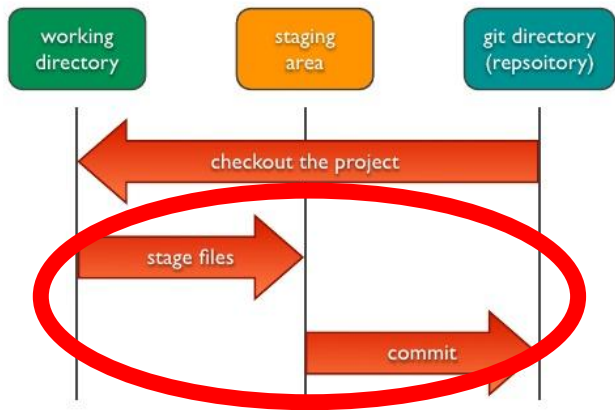 working
directory
staging
area
git directory
(repsoitory)
checkout the project
stage files
commit